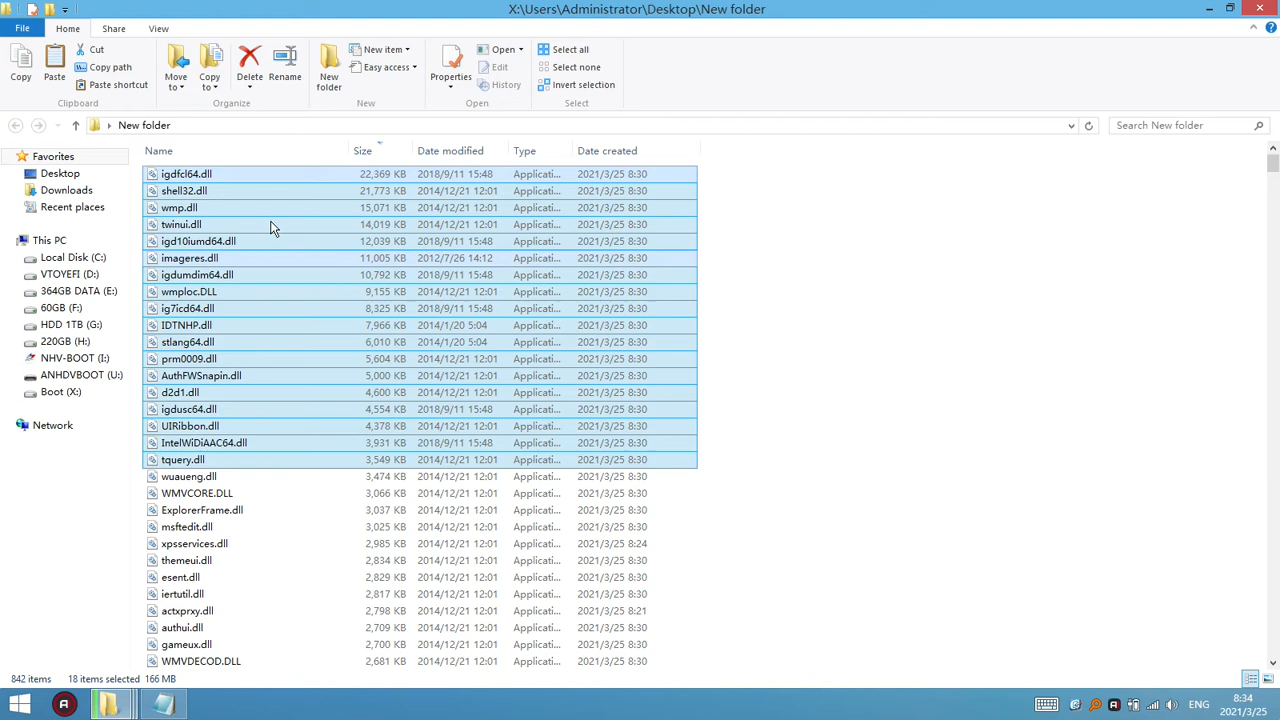 X:\Users\Administrator\Desktop\New folder
File Home Share View
Copy
Paste
Cut
Copy path
Paste shortcut
Clipboard
Move to
Copy to
Delete
Rename
Organize
New folder
New item
Easy access
New
Properties
Open
Edit
History
Open
Select all
Select none
Invert selection
Select
New folder
Search New folder
Favorites
Desktop
Downloads
Recent places
This PC
Local Disk (C:)
VTOYEFI (D:)
364GB DATA (E:)
60GB (F:)
HDD 1TB (G:)
220GB (H:)
NHV-BOOT (I:)
ANHDVBOOT (U:)
Boot (X:)
Network
Name Size Date modified Type Date created
igdfcl64.dll 22,369 KB 2018/9/11 15:48 Applicati... 2021/3/25 8:30
shell32.dll 21,773 KB 2014/12/21 12:01 Applicati... 2021/3/25 8:30
wmp.dll 15,071 KB 2014/12/21 12:01 Applicati... 2021/3/25 8:30
twinui.dll 14,019 KB 2014/12/21 12:01 Applicati... 2021/3/25 8:30
igd10iumd64.dll 12,039 KB 2018/9/11 15:48 Applicati... 2021/3/25 8:30
imageres.dll 11,005 KB 2012/7/26 14:12 Applicati... 2021/3/25 8:30
igdumdim64.dll 10,792 KB 2018/9/11 15:48 Applicati... 2021/3/25 8:30
wmploc.DLL 9,155 KB 2014/12/21 12:01 Applicati... 2021/3/25 8:30
ig7icd64.dll 8,325 KB 2018/9/11 15:48 Applicati... 2021/3/25 8:30
IDTNHP.dll 7,966 KB 2014/1/20 5:04 Applicati... 2021/3/25 8:30
stlang64.dll 6,010 KB 2014/1/20 5:04 Applicati... 2021/3/25 8:30
prm0009.dll 5,604 KB 2014/12/21 12:01 Applicati... 2021/3/25 8:30
AuthFWSnapin.dll 5,000 KB 2014/12/21 12:01 Applicati... 2021/3/25 8:30
d2d1.dll 4,600 KB 2014/12/21 12:01 Applicati... 2021/3/25 8:30
igdusc64.dll 4,554 KB 2018/9/11 15:48 Applicati... 2021/3/25 8:30
UIRibbon.dll 4,378 KB 2014/12/21 12:01 Applicati... 2021/3/25 8:30
IntelWiDiAAC64.dll 3,931 KB 2018/9/11 15:48 Applicati... 2021/3/25 8:30
tquery.dll 3,549 KB 2014/12/21 12:01 Applicati... 2021/3/25 8:30
wuaueng.dll 3,474 KB 2014/12/21 12:01 Applicati... 2021/3/25 8:30
WMVCORE.DLL 3,066 KB 2014/12/21 12:01 Applicati... 2021/3/25 8:30
ExplorerFrame.dll 3,037 KB 2014/12/21 12:01 Applicati... 2021/3/25 8:30
msftedit.dll 3,025 KB 2014/12/21 12:01 Applicati... 2021/3/25 8:30
xpsservices.dll 2,985 KB 2014/12/21 12:01 Applicati... 2021/3/25 8:24
themeui.dll 2,834 KB 2014/12/21 12:01 Applicati... 2021/3/25 8:30
esent.dll 2,829 KB 2014/12/21 12:01 Applicati... 2021/3/25 8:30
iertutil.dll 2,817 KB 2014/12/21 12:01 Applicati... 2021/3/25 8:30
actxprxy.dll 2,798 KB 2014/12/21 12:01 Applicati... 2021/3/25 8:21
authui.dll 2,709 KB 2014/12/21 12:01 Applicati... 2021/3/25 8:30
gameux.dll 2,700 KB 2014/12/21 12:01 Applicati... 2021/3/25 8:30
WMVDECOD.DLL 2,681 KB 2014/12/21 12:01 Applicati... 2021/3/25 8:30
842 items 18 items selected 166 MB
ENG
8:34
2021/3/25